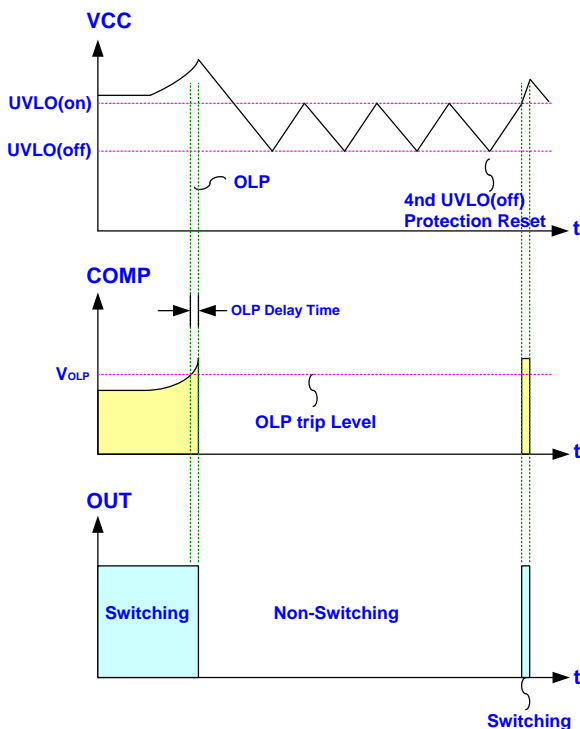 VCC
UVLO(on)
UVLO(off)
OLP
4nd UVLO(off)
Protection Reset
t
COMP
OLP Delay Time
VOLP
OLP trip Level
t
OUT
Switching
Non-Switching
t
Switching